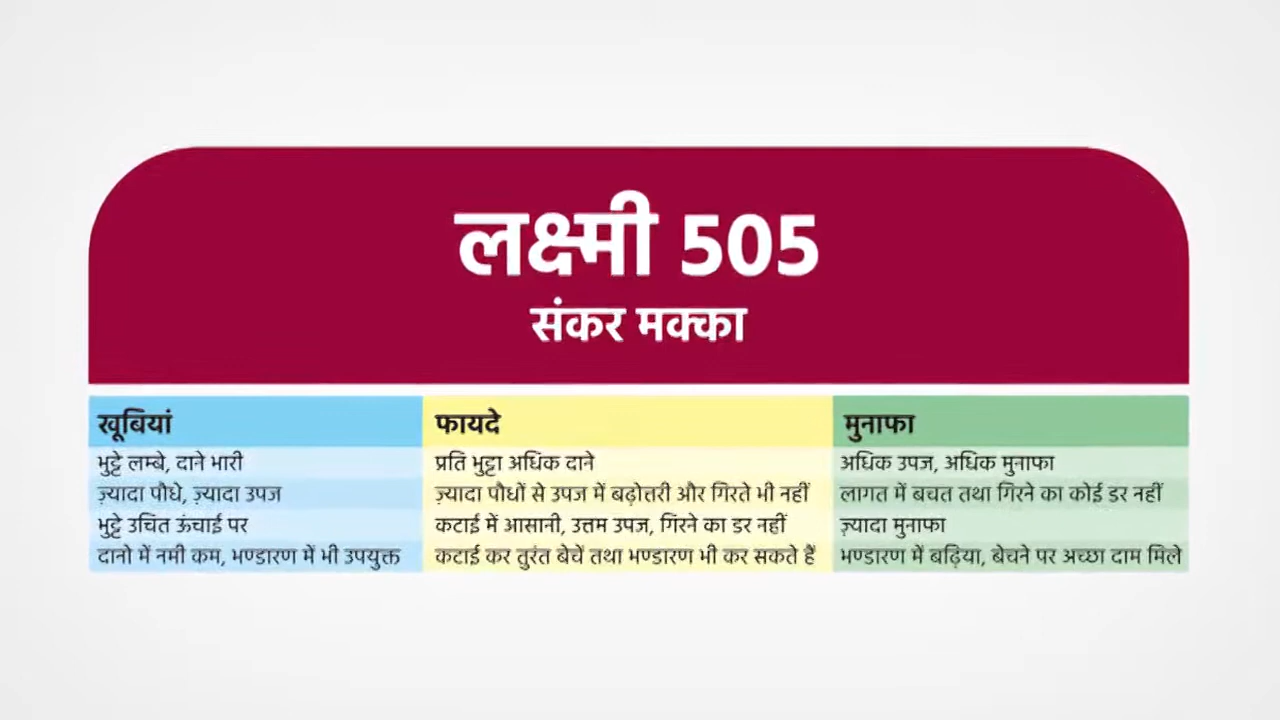 लक्ष्मी 505
संकर मक्का
खूबियां फायदे मुनाफा
भुट्टे लम्बे, दाने भारी प्रति भुट्टा अधिक दाने अधिक उपज, अधिक मुनाफा
ज़्यादा पौधे, ज़्यादा उपज ज़्यादा पौधों से उपज में बढ़ोत्तरी और गिरते भी नहीं लागत में बचत तथा गिरने का कोई डर नहीं
भुट्टे उचित ऊंचाई पर कटाई में आसानी, उत्तम उपज, गिरने का डर नहीं ज़्यादा मुनाफा
दानो में नमी कम, भण्डारण में भी उपयुक्त कटाई कर तुरंत बेचें तथा भण्डारण भी कर सकते हैं भण्डारण में बढ़िया, बेचने पर अच्छा दाम मिले